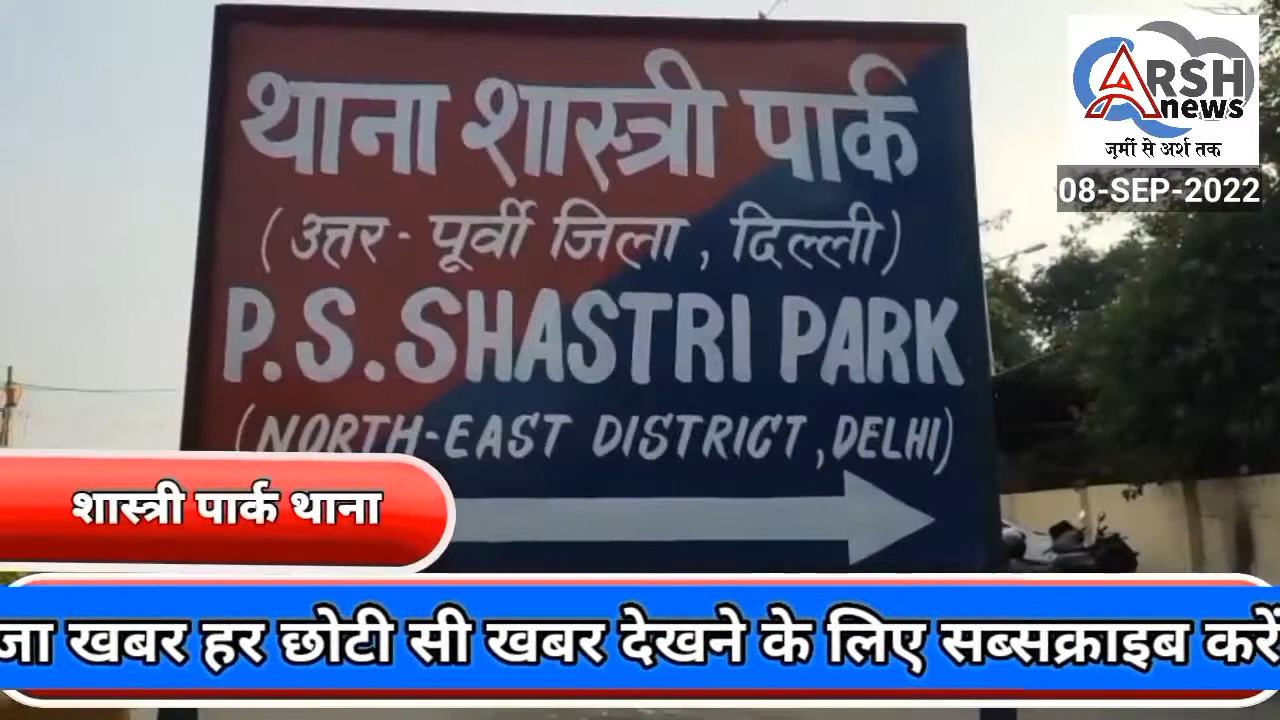 थाना शास्त्री पार्क
(उत्तर - पूर्वी जिला, दिल्ली)
P.S. SHASTRI PARK
(NORTH-EAST DISTRICT, DELHI)
ARSH
news
ज़मीं से अर्श तक
08-SEP-2022
शास्त्री पार्क थाना
जा खबर हर छोटी सी खबर देखने के लिए सब्सक्राइब करें